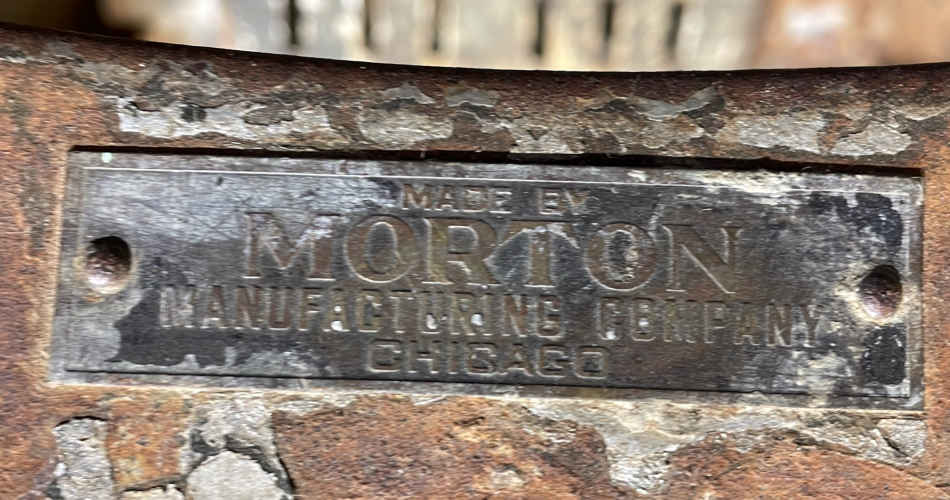 MADE BY
MORTON
MANUFACTURING COMPANY
CHICAGO